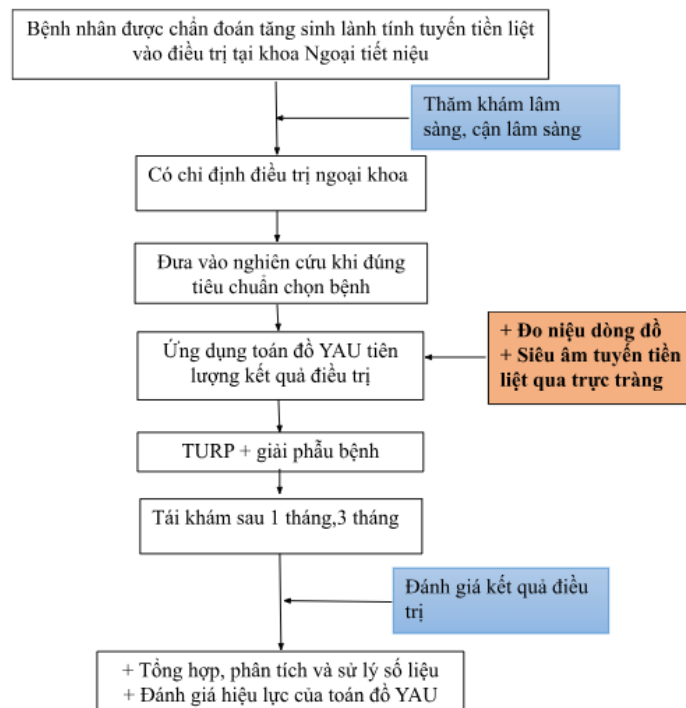 Bệnh nhân được chẩn đoán tăng sinh lành tính tuyến tiền liệt
vào điều trị tại khoa Ngoại tiết niệu
Thăm khám lâm
sàng, cận lâm sàng
Có chỉ định điều trị ngoại khoa
Đưa vào nghiên cứu khi đúng
tiêu chuẩn chọn bệnh
Ứng dụng toán đồ YAU tiên
lượng kết quả điều trị
+ Đo niệu dòng đồ
+ Siêu âm tuyến tiền
liệt qua trực tràng
TURP + giải phẫu bệnh
Tái khám sau 1 tháng,3 tháng
Đánh giá kết quả điều
trị
+ Tổng hợp, phân tích và sử lý số liệu
+ Đánh giá hiệu lực của toán đồ YAU